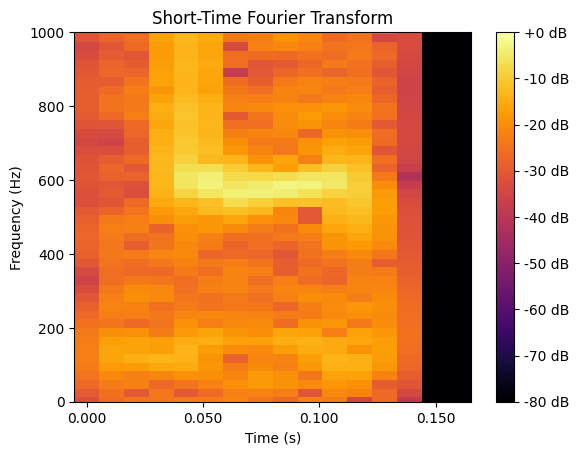 Short-Time Fourier Transform
1000
800
600
400
200
0
Frequency (Hz)
0.000
0.050
0.100
0.150
Time (s)
+0 dB
-10 dB
-20 dB
-30 dB
-40 dB
-50 dB
-60 dB
-70 dB
-80 dB